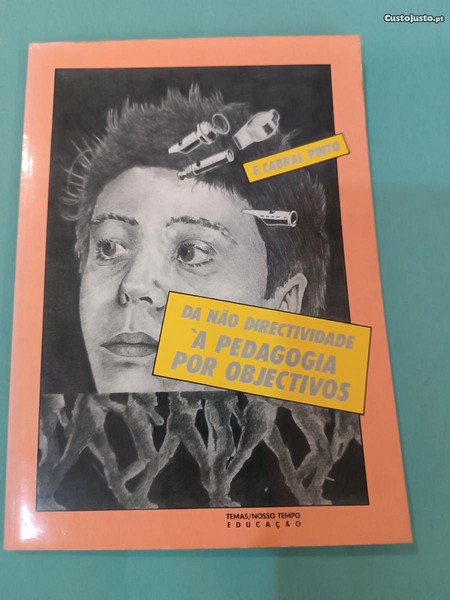 CustoJusto.pt
F. CABRAL PINTO
DA NÃO DIRECTIVIDADE
`A PEDAGOGIA
POR OBJECTIVOS
TEMAS/NOSSO TEMPO
EDUCAÇÃO